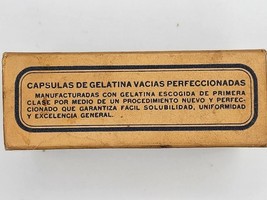 CAPSULAS DE GELATINA VACIAS PERFECCIONADAS
MANUFACTURADAS CON GELATINA ESCOGIDA DE PRIMERA
CLASE POR MEDIO DE UN PROCEDIMIENTO NUEVO Y PERFEC-
CIONADO QUE GARANTIZA FACIL SOLUBILIDAD, UNIFORMIDAD
Y EXCELENCIA GENERAL.